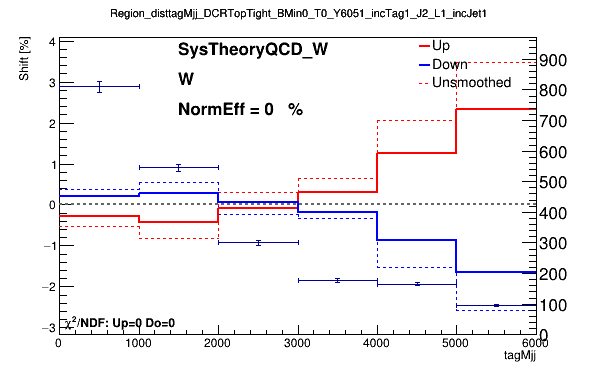 Region_disttagMjj_DCRTopTight_BMin0_T0_Y6051_incTag1_J2_L1_incJet1
Shift [%]
SysTheoryQCD_W
W
NormEff = 0 %
Up
Down
Unsmoothed
4
3
2
1
0
−1
−2
−3
900
800
700
600
500
400
300
200
100
0
χ²/NDF: Up=0 Do=0
0 1000 2000 3000 4000 5000 6000
tagMjj